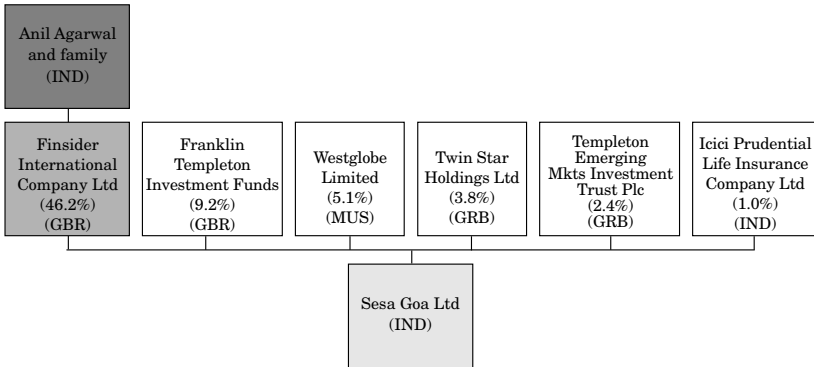 Anil Agarwal
and family
(IND)
Finsider
International
Company Ltd
(46.2%)
(GBR)
Franklin
Templeton
Investment Funds
(9.2%)
(GBR)
Westglobe
Limited
(5.1%)
(MUS)
Twin Star
Holdings Ltd
(3.8%)
(GRB)
Templeton
Emerging
Mkts Investment
Trust Plc
(2.4%)
(GRB)
Icici Prudential
Life Insurance
Company Ltd
(1.0%)
(IND)
Sesa Goa Ltd
(IND)